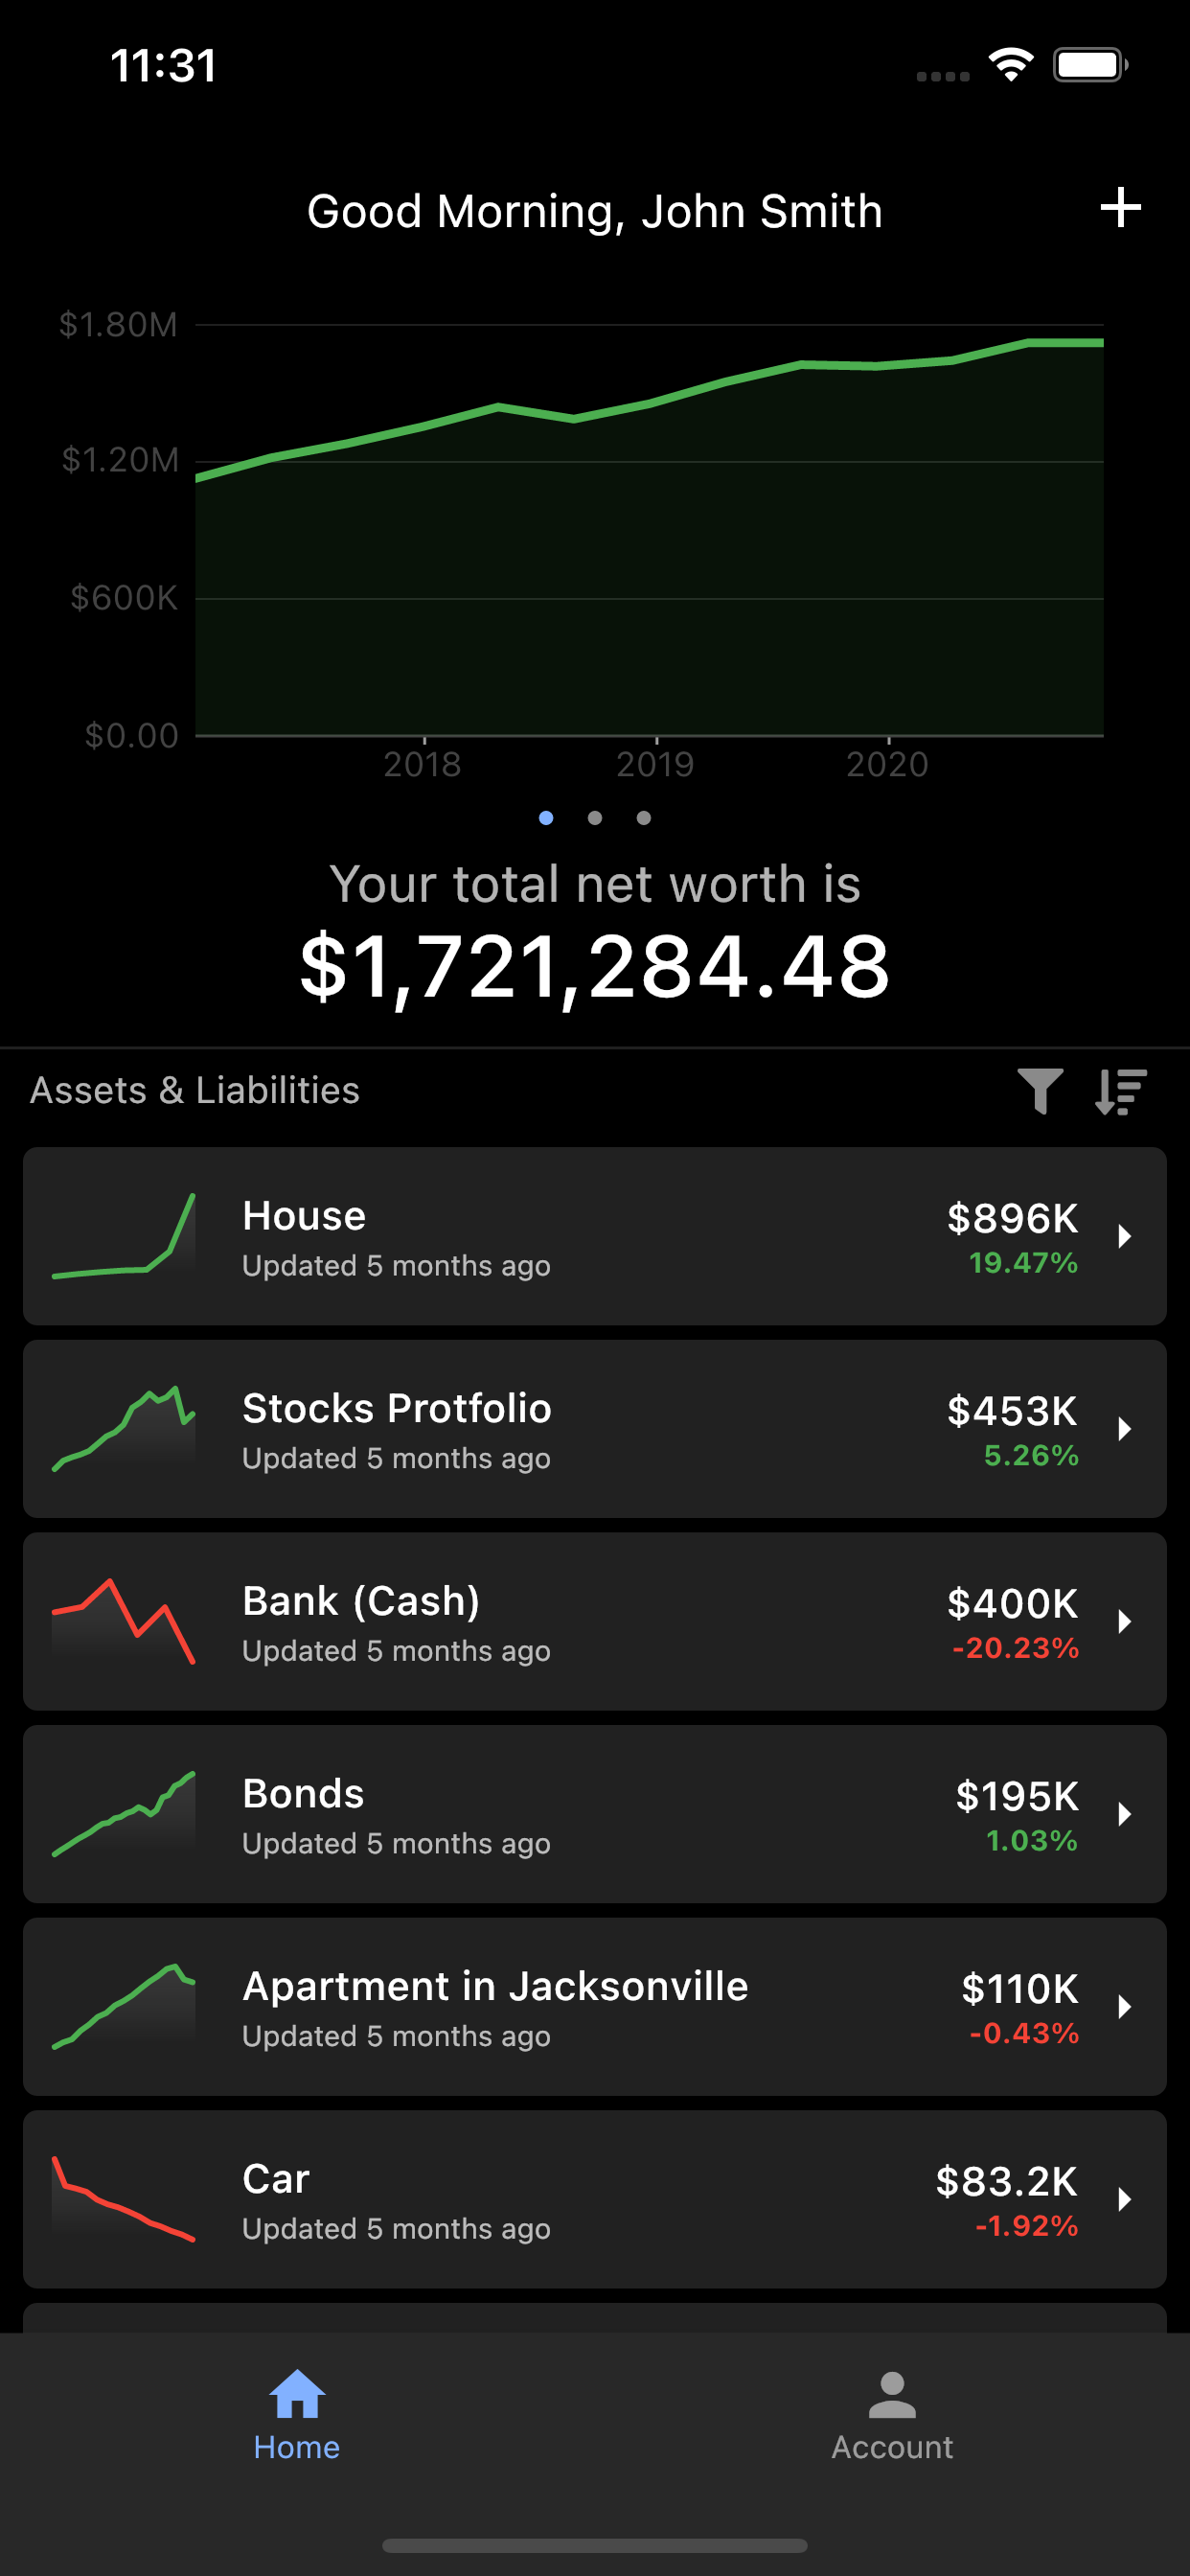 11:31
Good Morning, John Smith
$1.80M
$1.20M
$600K
$0.00
2018 2019 2020
Your total net worth is
$1,721,284.48
Assets & Liabilities
House
Updated 5 months ago
$896K
19.47%
Stocks Protfolio
Updated 5 months ago
$453K
5.26%
Bank (Cash)
Updated 5 months ago
$400K
-20.23%
Bonds
Updated 5 months ago
$195K
1.03%
Apartment in Jacksonville
Updated 5 months ago
$110K
-0.43%
Car
Updated 5 months ago
$83.2K
-1.92%
Home
Account